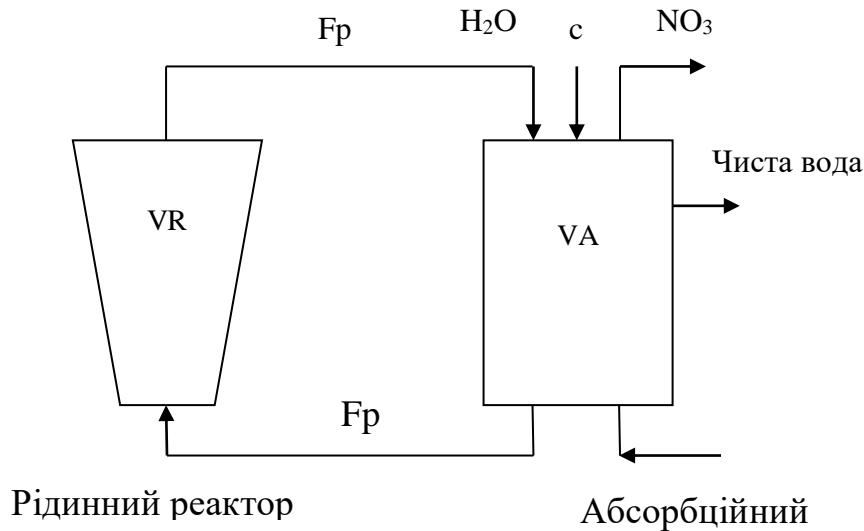 Fp
H₂O
c
NO₃
Чиста вода
VR
VA
Fp
Рідинний реактор
Абсорбційний